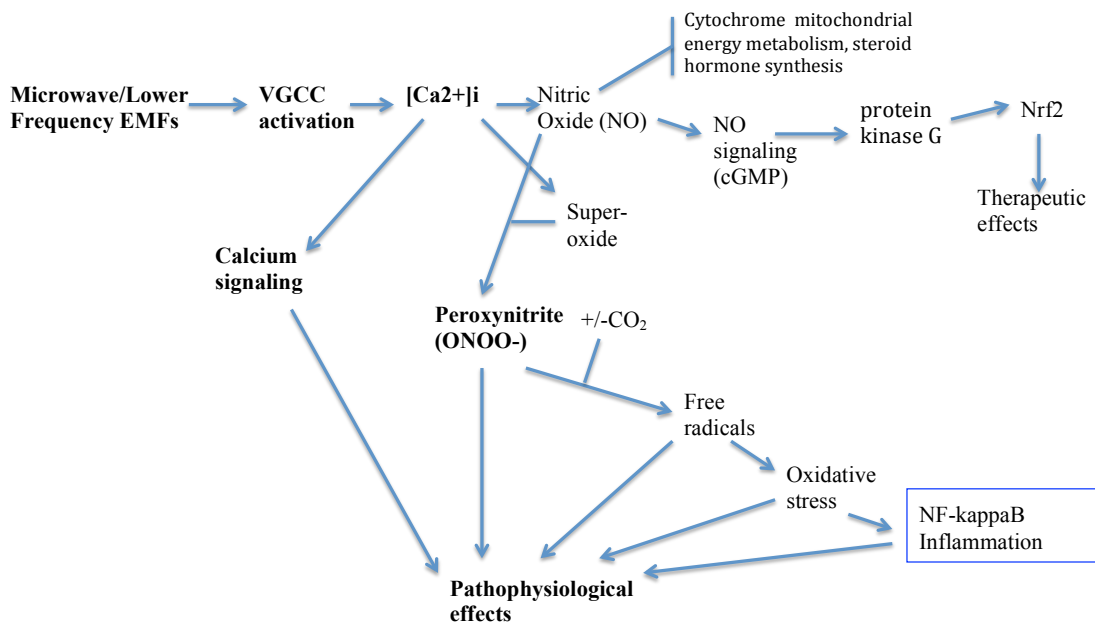 Cytochrome mitochondrial
energy metabolism, steroid
hormone synthesis
Microwave/Lower
Frequency EMFs
VGCC
activation
[Ca2+]i
Nitric
Oxide (NO)
NO
signaling
(cGMP)
protein
kinase G
Nrf2
Therapeutic
effects
Super-
oxide
Calcium
signaling
Peroxynitrite
(ONOO-)
+/-CO₂
Free
radicals
Oxidative
stress
NF-kappaB
Inflammation
Pathophysiological
effects